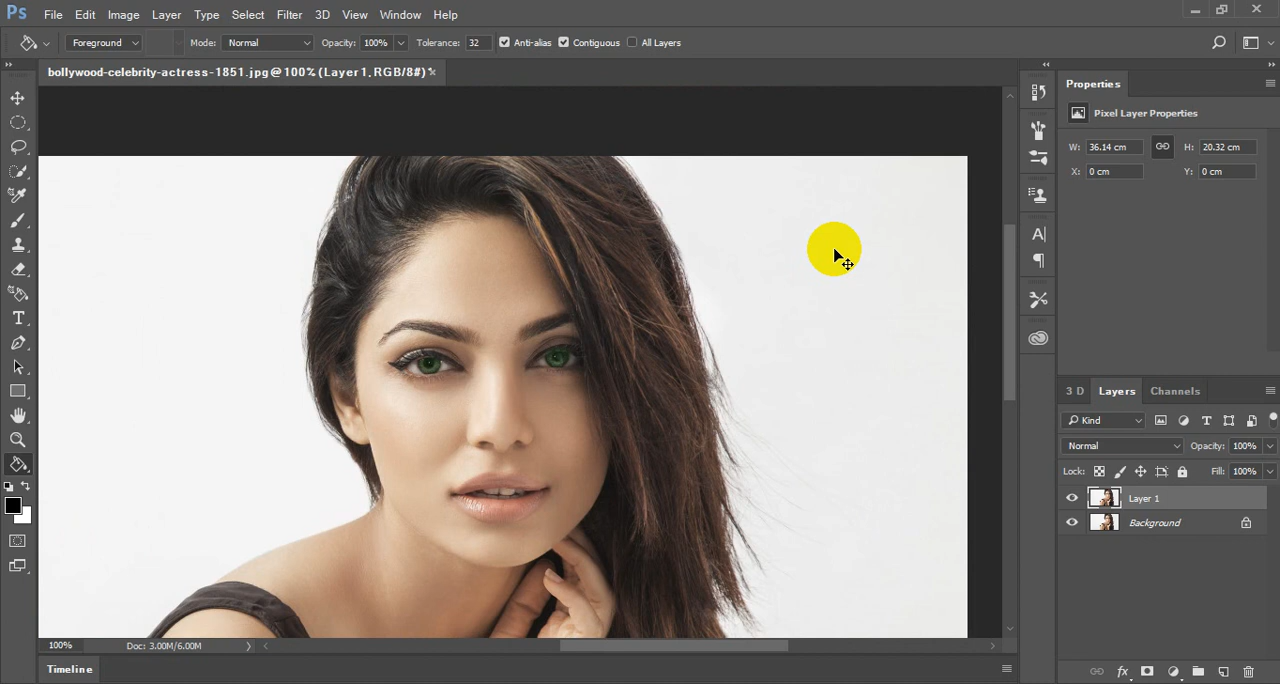 Ps File Edit Image Layer Type Select Filter 3D View Window Help
Foreground Mode: Normal Opacity: 100% Tolerance: 32 Anti-alias Contiguous All Layers
bollywood-celebrity-actress-1851.jpg @ 100% (Layer 1, RGB/8#) *
Properties
Pixel Layer Properties
W: 36.14 cm H: 20.32 cm
X: 0 cm Y: 0 cm
3D Layers Channels
Kind
Normal Opacity: 100%
Lock: Fill: 100%
Layer 1
Background
100% Doc: 3.00M/6.00M
Timeline
fx